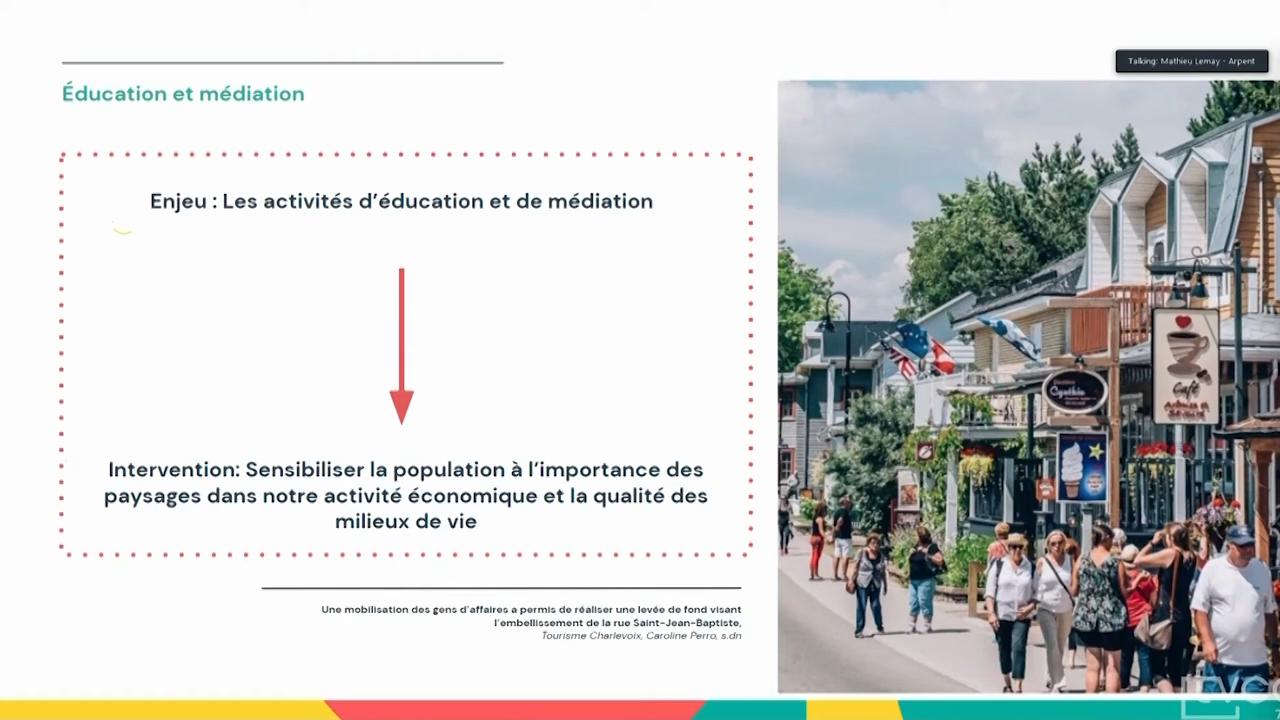 Talking: Mathieu Lemay - Arpent
Éducation et médiation
Enjeu : Les activités d'éducation et de médiation
Intervention: Sensibiliser la population à l'importance des
paysages dans notre activité économique et la qualité des
milieux de vie
Une mobilisation des gens d'affaires a permis de réaliser une levée de fond visant
l'embellissement de la rue Saint-Jean-Baptiste,
Tourisme Charlevoix, Caroline Perro, s.dn
Cynthia
Café